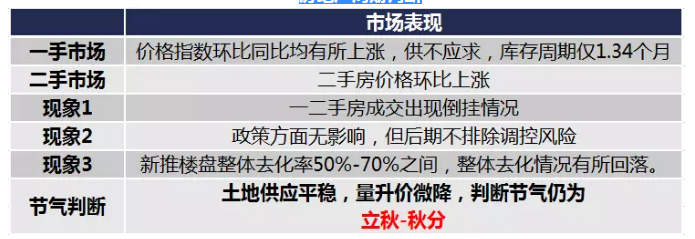 市场表现
一手市场 价格指数环比同比均有所上涨，供不应求，库存周期仅1.34个月
二手市场 二手房价格环比上涨
现象1 一二手房成交出现倒挂情况
现象2 政策方面无影响，但后期不排除调控风险
现象3 新推楼盘整体去化率50%-70%之间，整体去化情况有所回落。
节气判断 土地供应平稳，量升价微降，判断节气仍为
立秋-秋分